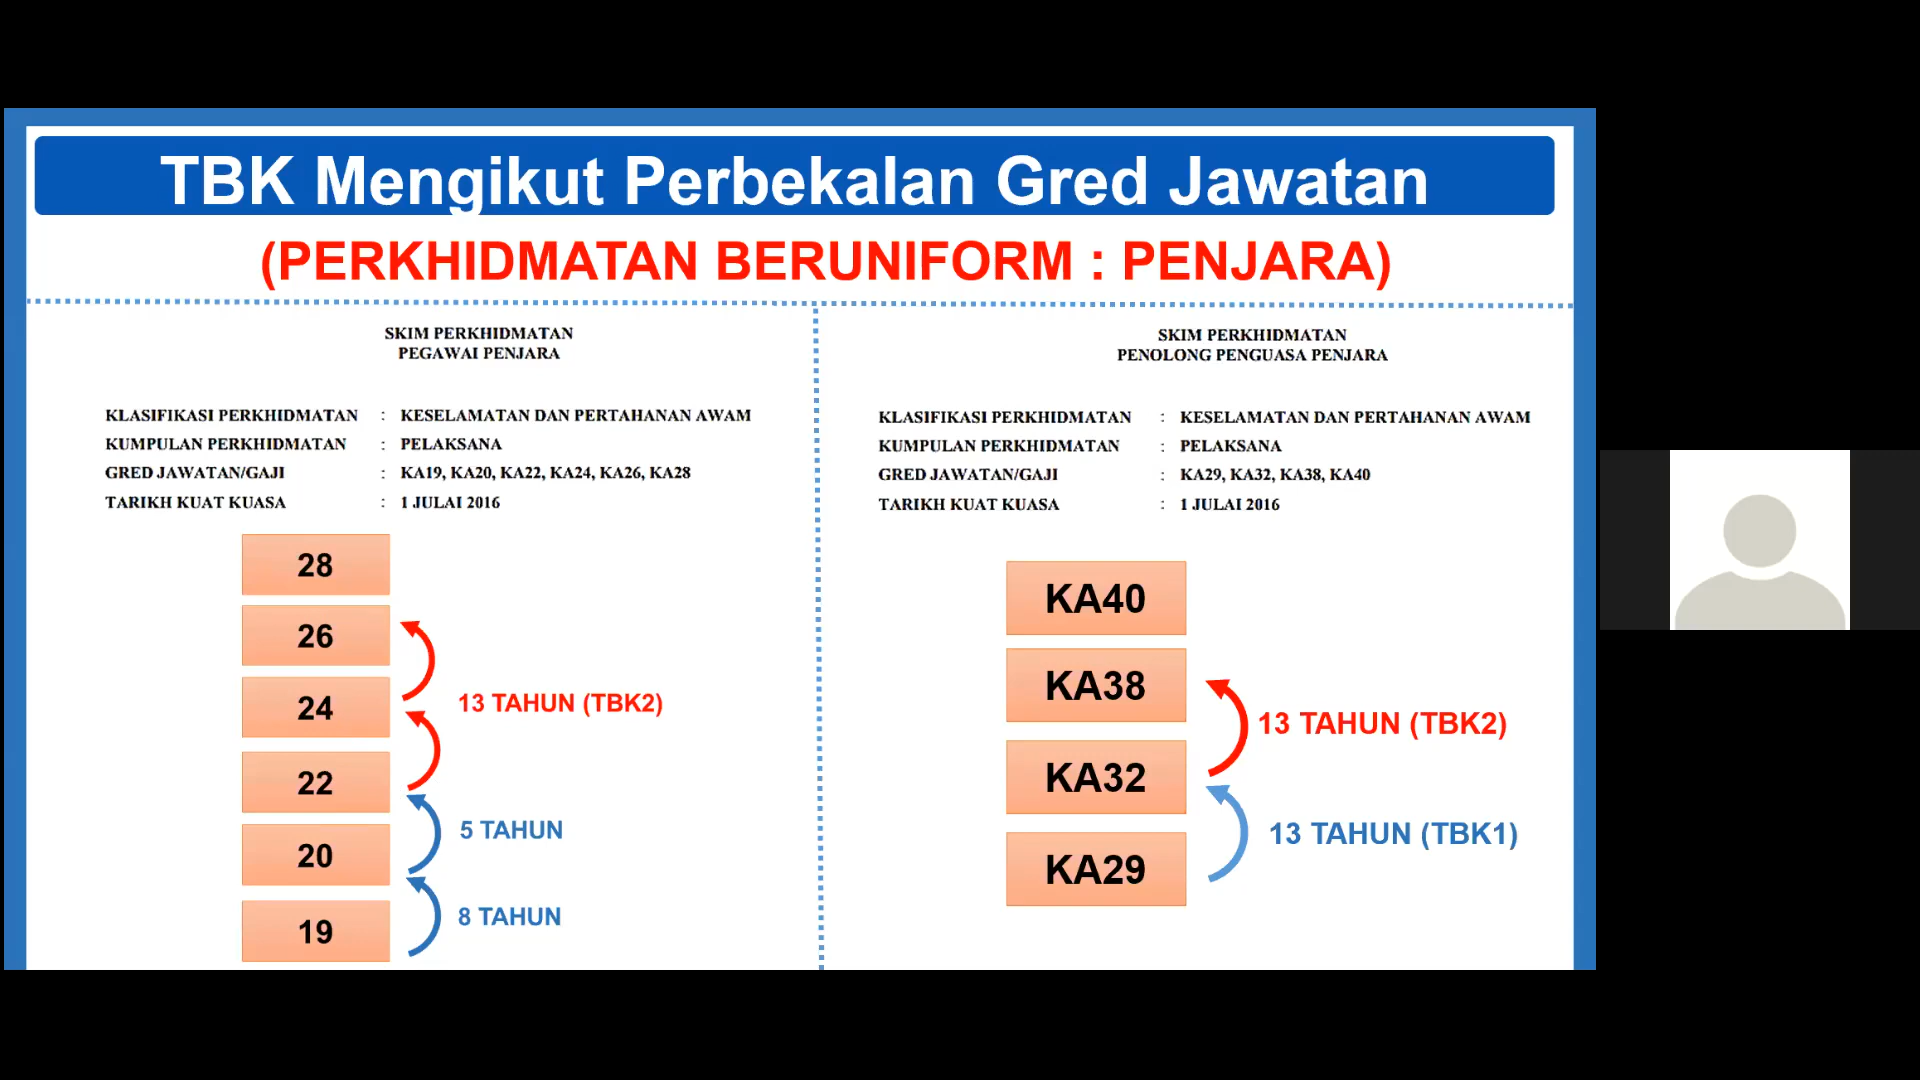 TBK Mengikut Perbekalan Gred Jawatan
(PERKHIDMATAN BERUNIFORM : PENJARA)
SKIM PERKHIDMATAN
PEGAWAI PENJARA
KLASIFIKASI PERKHIDMATAN : KESELAMATAN DAN PERTAHANAN AWAM
KUMPULAN PERKHIDMATAN : PELAKSANA
GRED JAWATAN/GAJI : KA19, KA20, KA22, KA24, KA26, KA28
TARIKH KUAT KUASA : 1 JULAI 2016
28
26
24
13 TAHUN (TBK2)
22
5 TAHUN
20
8 TAHUN
19
SKIM PERKHIDMATAN
PENOLONG PENGUASA PENJARA
KLASIFIKASI PERKHIDMATAN : KESELAMATAN DAN PERTAHANAN AWAM
KUMPULAN PERKHIDMATAN : PELAKSANA
GRED JAWATAN/GAJI : KA29, KA32, KA38, KA40
TARIKH KUAT KUASA : 1 JULAI 2016
KA40
KA38
13 TAHUN (TBK2)
KA32
13 TAHUN (TBK1)
KA29